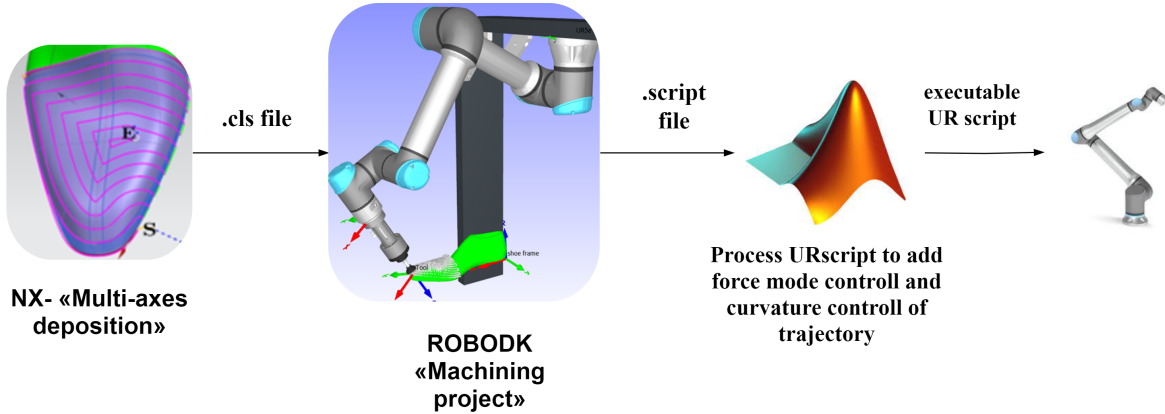 E
S
NX- «Multi-axes
deposition»
.cls file
shoe frame
Tool
ROBODK
«Machining
project»
.script
file
Process URscript to add
force mode controll and
curvature controll of
trajectory
executable
UR script